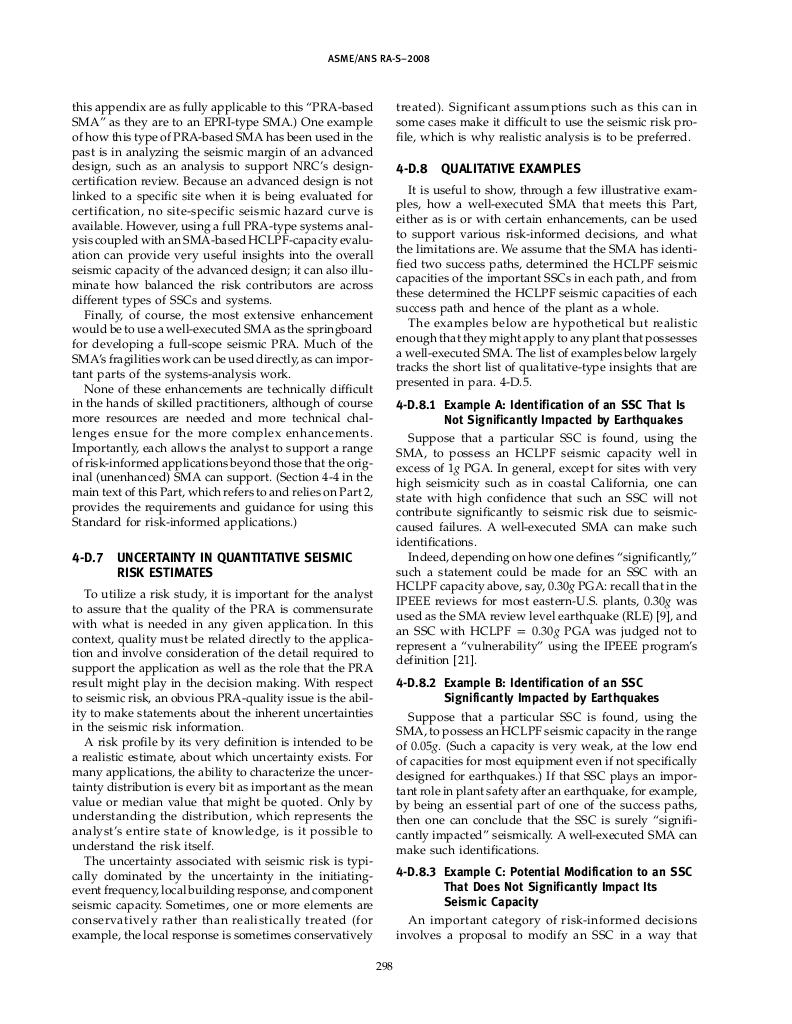 ASME/ANS RA-S–2008
this appendix are as fully applicable to this “PRA-based
SMA” as they are to an EPRI-type SMA.) One example
of how this type of PRA-based SMA has been used in the
past is in analyzing the seismic margin of an advanced
design, such as an analysis to support NRC’s design-
certification review. Because an advanced design is not
linked to a specific site when it is being evaluated for
certification, no site-specific seismic hazard curve is
available. However, using a full PRA-type systems anal-
ysis coupled with an SMA-based HCLPF-capacity evalu-
ation can provide very useful insights into the overall
seismic capacity of the advanced design; it can also illu-
minate how balanced the risk contributors are across
different types of SSCs and systems.
Finally, of course, the most extensive enhancement
would be to use a well-executed SMA as the springboard
for developing a full-scope seismic PRA. Much of the
SMA’s fragilities work can be used directly, as can impor-
tant parts of the systems-analysis work.
None of these enhancements are technically difficult
in the hands of skilled practitioners, although of course
more resources are needed and more technical chal-
lenges ensue for the more complex enhancements.
Importantly, each allows the analyst to support a range
of risk-informed applications beyond those that the orig-
inal (unenhanced) SMA can support. (Section 4-4 in the
main text of this Part, which refers to and relies on Part 2,
provides the requirements and guidance for using this
Standard for risk-informed applications.)
4-D.7 UNCERTAINTY IN QUANTITATIVE SEISMIC
RISK ESTIMATES
To utilize a risk study, it is important for the analyst
to assure that the quality of the PRA is commensurate
with what is needed in any given application. In this
context, quality must be related directly to the applica-
tion and involve consideration of the detail required to
support the application as well as the role that the PRA
result might play in the decision making. With respect
to seismic risk, an obvious PRA-quality issue is the abil-
ity to make statements about the inherent uncertainties
in the seismic risk information.
A risk profile by its very definition is intended to be
a realistic estimate, about which uncertainty exists. For
many applications, the ability to characterize the uncer-
tainty distribution is every bit as important as the mean
value or median value that might be quoted. Only by
understanding the distribution, which represents the
analyst’s entire state of knowledge, is it possible to
understand the risk itself.
The uncertainty associated with seismic risk is typi-
cally dominated by the uncertainty in the initiating-
event frequency, local building response, and component
seismic capacity. Sometimes, one or more elements are
conservatively rather than realistically treated (for
example, the local response is sometimes conservatively
treated). Significant assumptions such as this can in
some cases make it difficult to use the seismic risk pro-
file, which is why realistic analysis is to be preferred.
4-D.8 QUALITATIVE EXAMPLES
It is useful to show, through a few illustrative exam-
ples, how a well-executed SMA that meets this Part,
either as is or with certain enhancements, can be used
to support various risk-informed decisions, and what
the limitations are. We assume that the SMA has identi-
fied two success paths, determined the HCLPF seismic
capacities of the important SSCs in each path, and from
these determined the HCLPF seismic capacities of each
success path and hence of the plant as a whole.
The examples below are hypothetical but realistic
enough that they might apply to any plant that possesses
a well-executed SMA. The list of examples below largely
tracks the short list of qualitative-type insights that are
presented in para. 4-D.5.
4-D.8.1 Example A: Identification of an SSC That Is
Not Significantly Impacted by Earthquakes
Suppose that a particular SSC is found, using the
SMA, to possess an HCLPF seismic capacity well in
excess of 1g PGA. In general, except for sites with very
high seismicity such as in coastal California, one can
state with high confidence that such an SSC will not
contribute significantly to seismic risk due to seismic-
caused failures. A well-executed SMA can make such
identifications.
Indeed, depending on how one defines “significantly,”
such a statement could be made for an SSC with an
HCLPF capacity above, say, 0.30g PGA: recall that in the
IPEEE reviews for most eastern-U.S. plants, 0.30g was
used as the SMA review level earthquake (RLE) [9], and
an SSC with HCLPF = 0.30g PGA was judged not to
represent a “vulnerability” using the IPEEE program’s
definition [21].
4-D.8.2 Example B: Identification of an SSC
Significantly Impacted by Earthquakes
Suppose that a particular SSC is found, using the
SMA, to possess an HCLPF seismic capacity in the range
of 0.05g. (Such a capacity is very weak, at the low end
of capacities for most equipment even if not specifically
designed for earthquakes.) If that SSC plays an impor-
tant role in plant safety after an earthquake, for example,
by being an essential part of one of the success paths,
then one can conclude that the SSC is surely “signifi-
cantly impacted” seismically. A well-executed SMA can
make such identifications.
4-D.8.3 Example C: Potential Modification to an SSC
That Does Not Significantly Impact Its
Seismic Capacity
An important category of risk-informed decisions
involves a proposal to modify an SSC in a way that
298